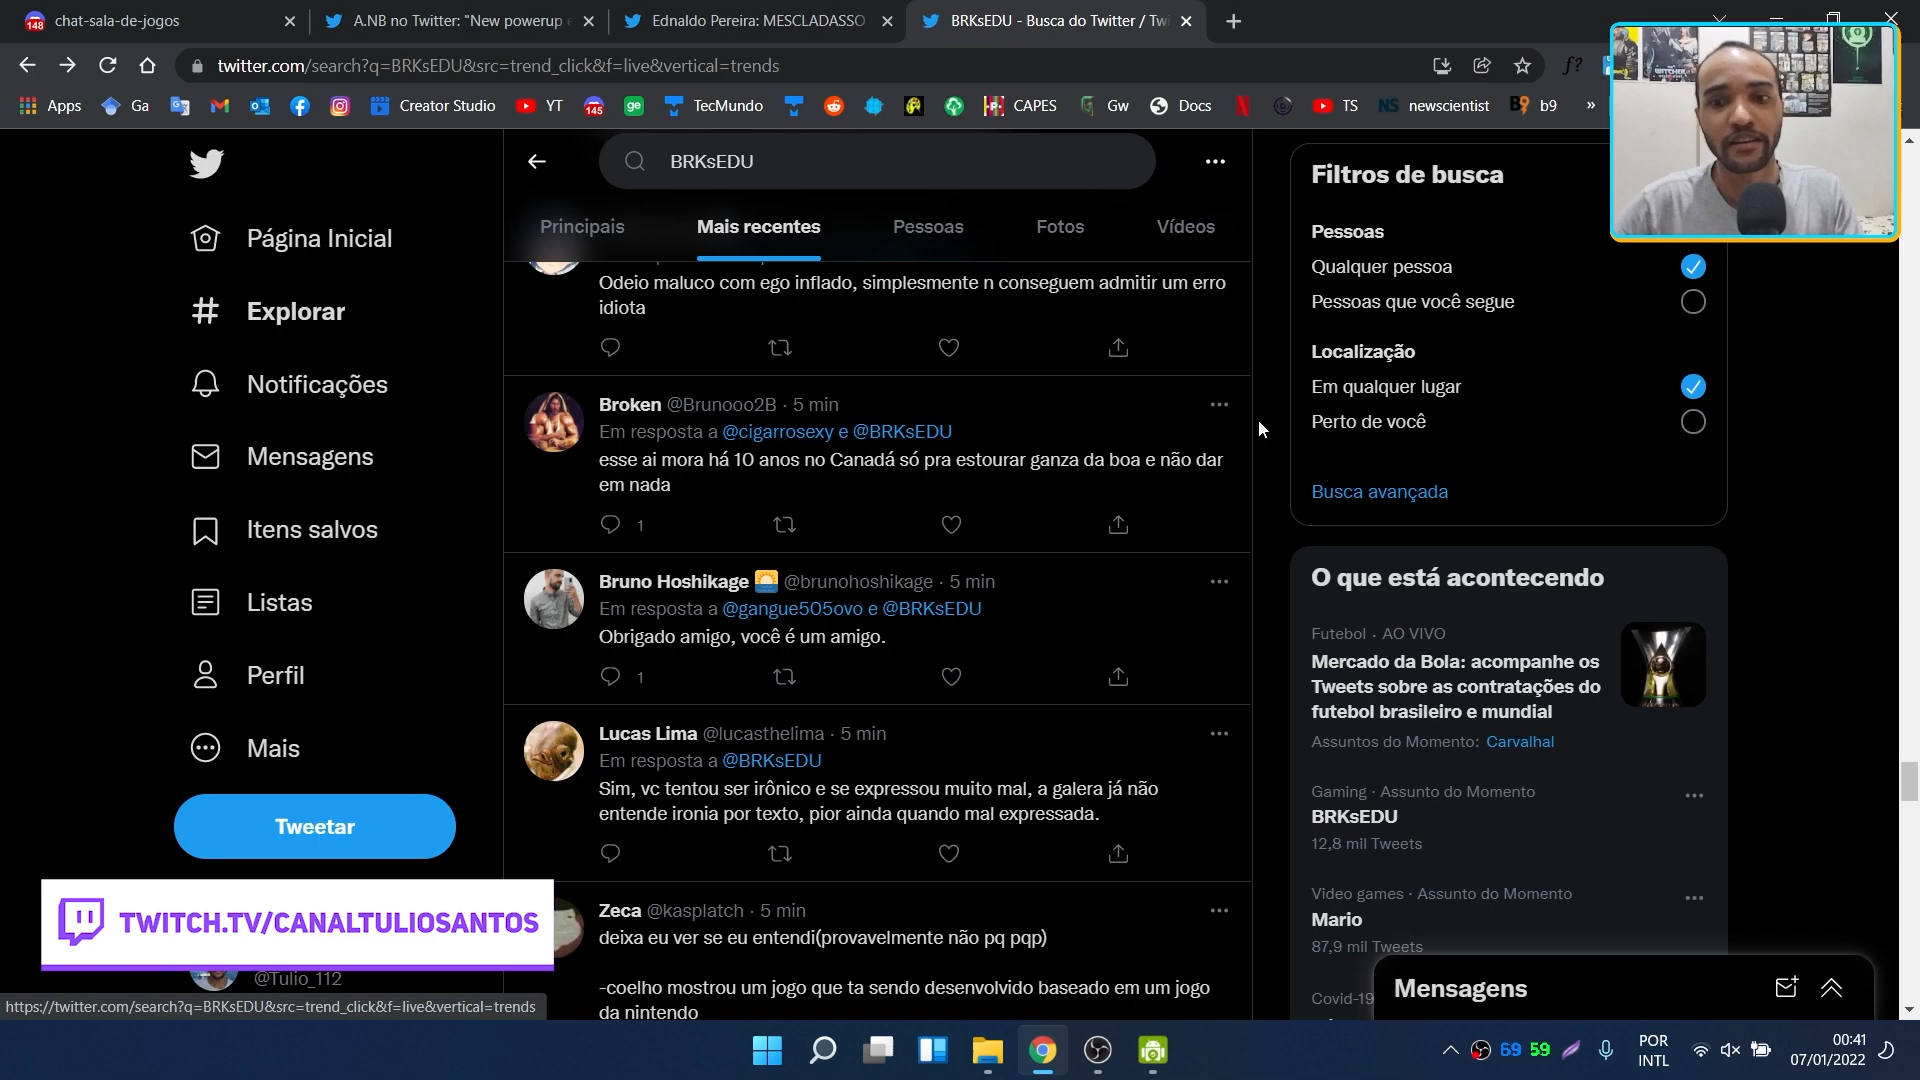 148
chat-sala-de-jogos
A.NB no Twitter: "New powerup
Ednaldo Pereira: MESCLADASSO
BRKsEDU - Busca do Twitter / Twi
twitter.com/search?q=BRKsEDU&src=trend_click&f=live&vertical=trends
Apps
Ga
Creator Studio
YT
145
ge
TecMundo
CAPES
Gw
Docs
TS
NS
newscientist
B9
b9
»
BRKsEDU
Principais
Mais recentes
Pessoas
Fotos
Vídeos
Página Inicial
Explorar
Notificações
Mensagens
Itens salvos
Listas
Perfil
Mais
Tweetar
@Tulio_112
TWITCH.TV/CANALTULIOSANTOS
https://twitter.com/search?q=BRKsEDU&src=trend_click&f=live&vertical=trends
Odeio maluco com ego inflado, simplesmente n conseguem admitir um erro
idiota
Broken @Brunooo2B · 5 min
Em resposta a @cigarrosexy e @BRKsEDU
esse ai mora há 10 anos no Canadá só pra estourar ganza da boa e não dar
em nada
1
Bruno Hoshikage @brunohoshikage · 5 min
Em resposta a @gangue505ovo e @BRKsEDU
Obrigado amigo, você é um amigo.
1
Lucas Lima @lucasthelima · 5 min
Em resposta a @BRKsEDU
Sim, vc tentou ser irônico e se expressou muito mal, a galera já não
entende ironia por texto, pior ainda quando mal expressada.
Zeca @kasplatch · 5 min
deixa eu ver se eu entendi(provavelmente não pq pqp)
-coelho mostrou um jogo que ta sendo desenvolvido baseado em um jogo
da nintendo
Filtros de busca
Pessoas
Qualquer pessoa
Pessoas que você segue
Localização
Em qualquer lugar
Perto de você
Busca avançada
O que está acontecendo
Futebol · AO VIVO
Mercado da Bola: acompanhe os
Tweets sobre as contratações do
futebol brasileiro e mundial
Assuntos do Momento: Carvalhal
Gaming · Assunto do Momento
BRKsEDU
12,8 mil Tweets
Video games · Assunto do Momento
Mario
87,9 mil Tweets
Covid-19
Mensagens
WITCHER
69
59
POR
INTL
00:41
07/01/2022